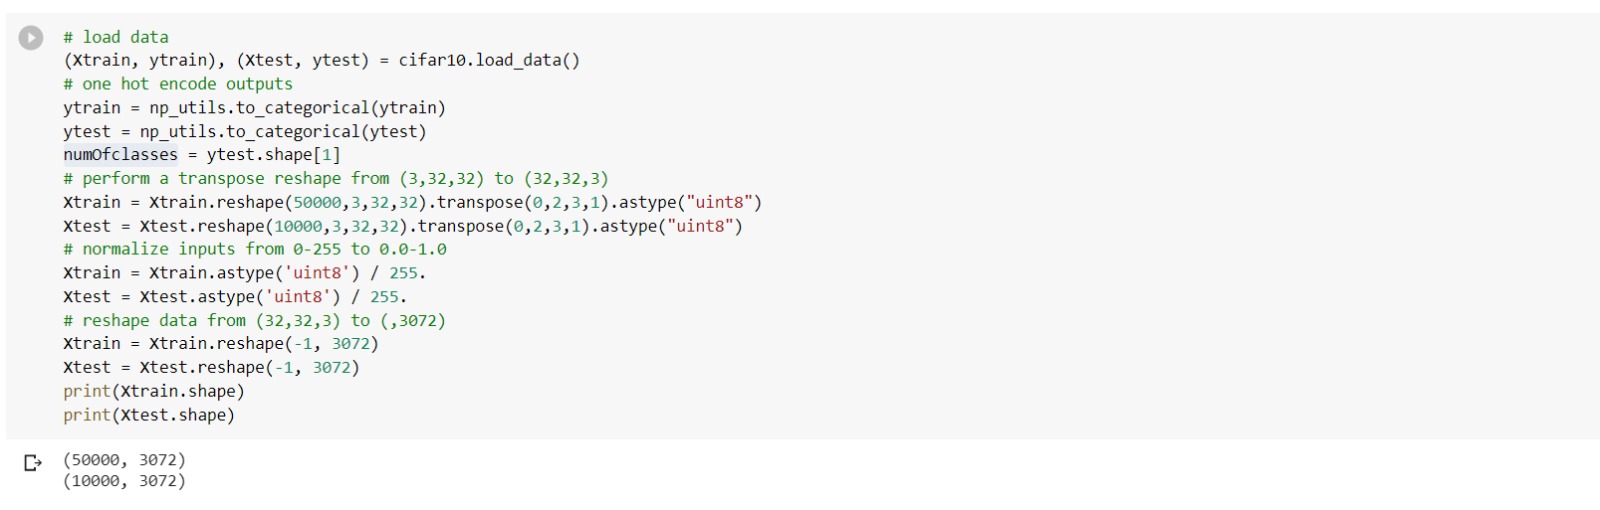 # load data
(Xtrain, ytrain), (Xtest, ytest) = cifar10.load_data()
# one hot encode outputs
ytrain = np_utils.to_categorical(ytrain)
ytest = np_utils.to_categorical(ytest)
numOfclasses = ytest.shape[1]
# perform a transpose reshape from (3,32,32) to (32,32,3)
Xtrain = Xtrain.reshape(50000,3,32,32).transpose(0,2,3,1).astype("uint8")
Xtest = Xtest.reshape(10000,3,32,32).transpose(0,2,3,1).astype("uint8")
# normalize inputs from 0-255 to 0.0-1.0
Xtrain = Xtrain.astype('uint8') / 255.
Xtest = Xtest.astype('uint8') / 255.
# reshape data from (32,32,3) to (,3072)
Xtrain = Xtrain.reshape(-1, 3072)
Xtest = Xtest.reshape(-1, 3072)
print(Xtrain.shape)
print(Xtest.shape)
(50000, 3072)
(10000, 3072)